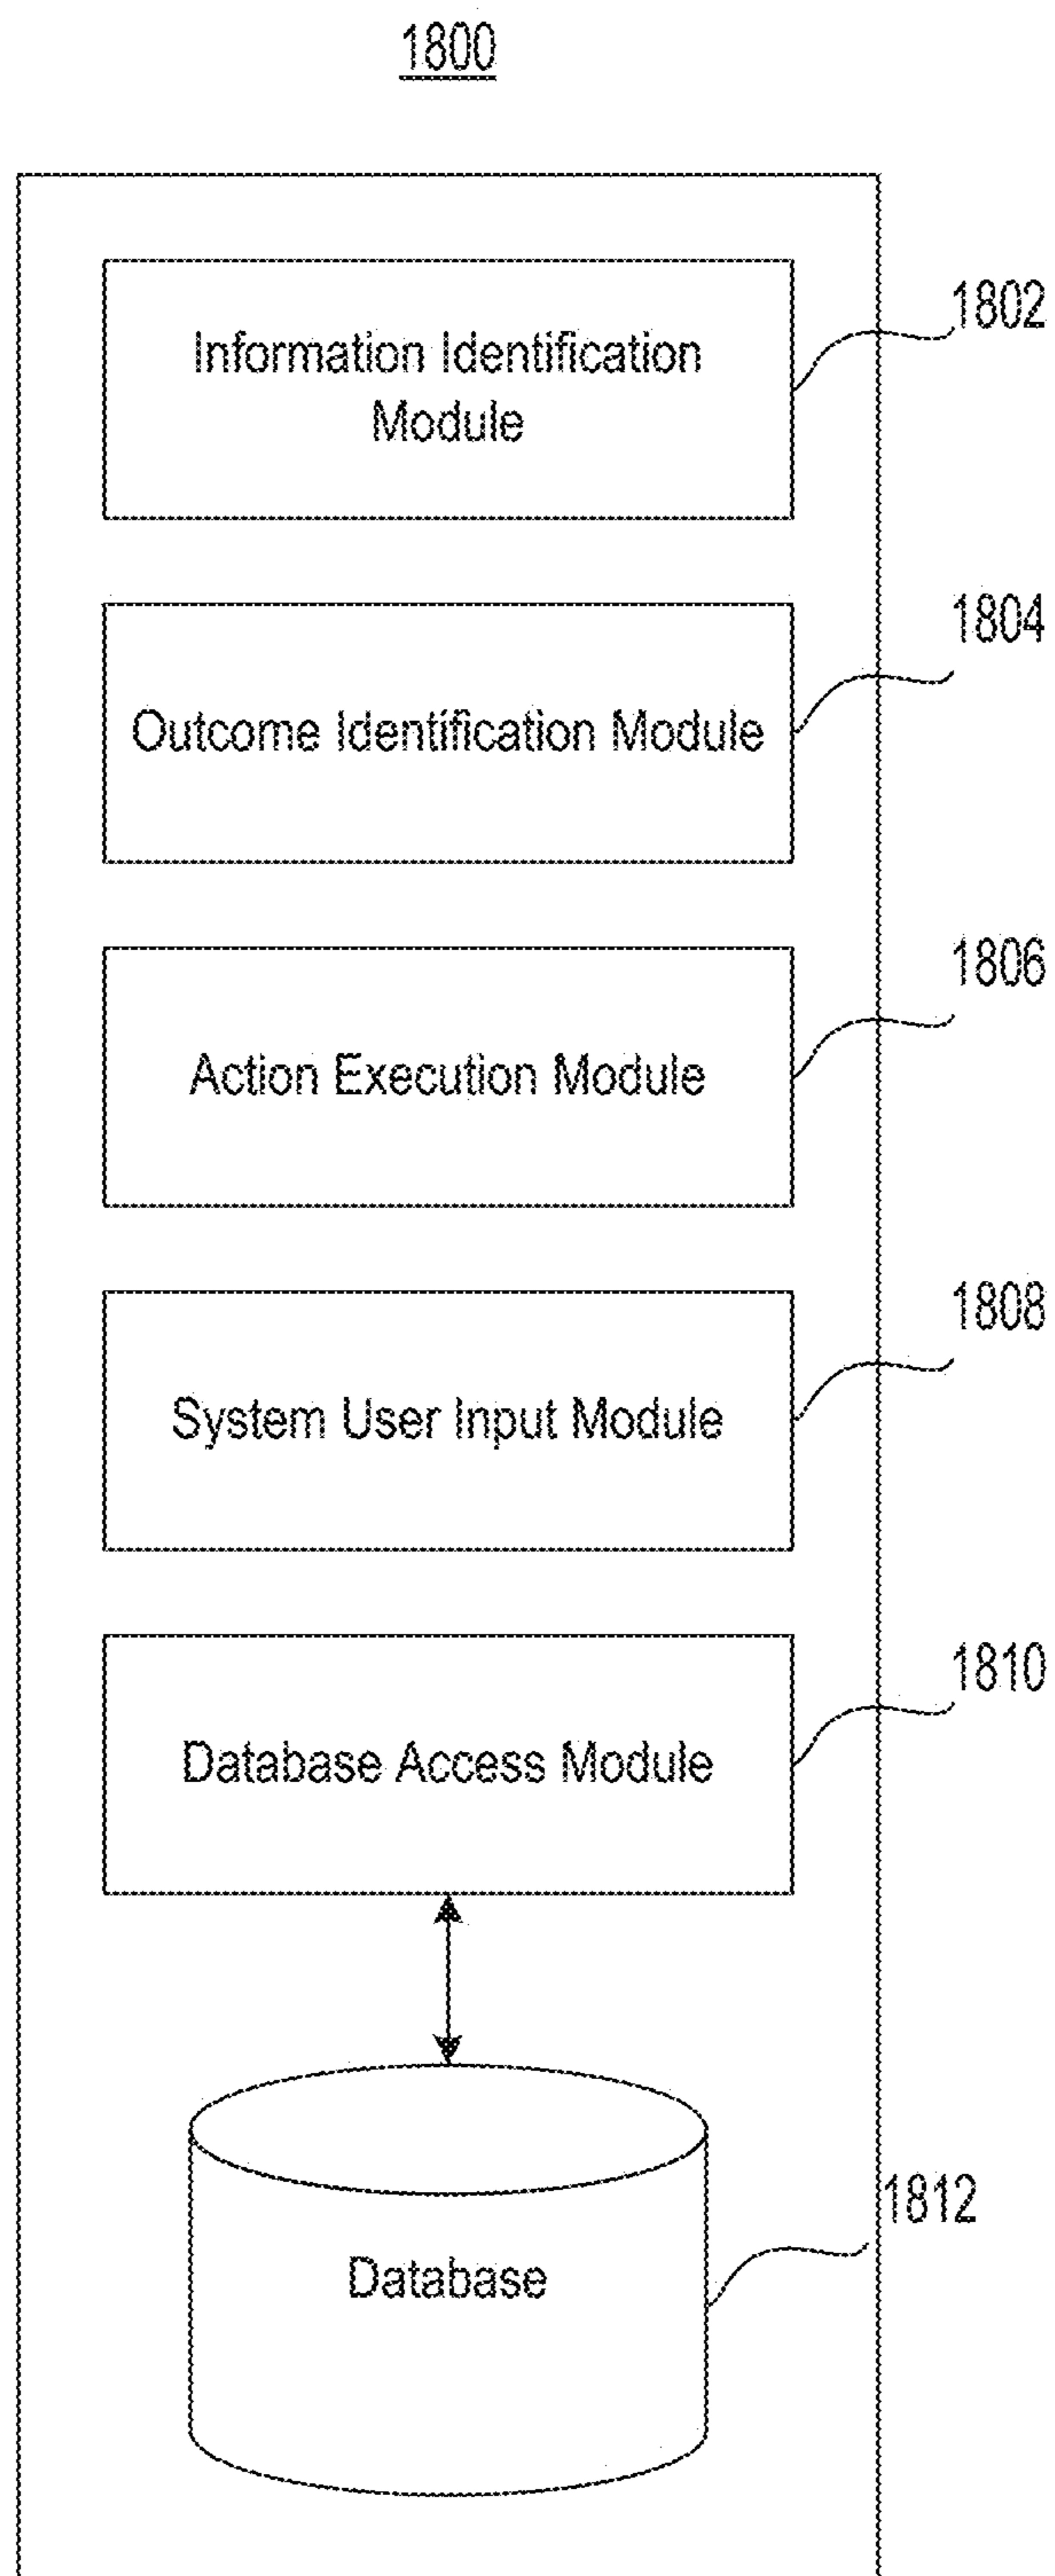 1800
Information Identification
Module
1802
Outcome Identification Module
1804
Action Execution Module
1806
System User Input Module
1808
Database Access Module
1810
Database
1812